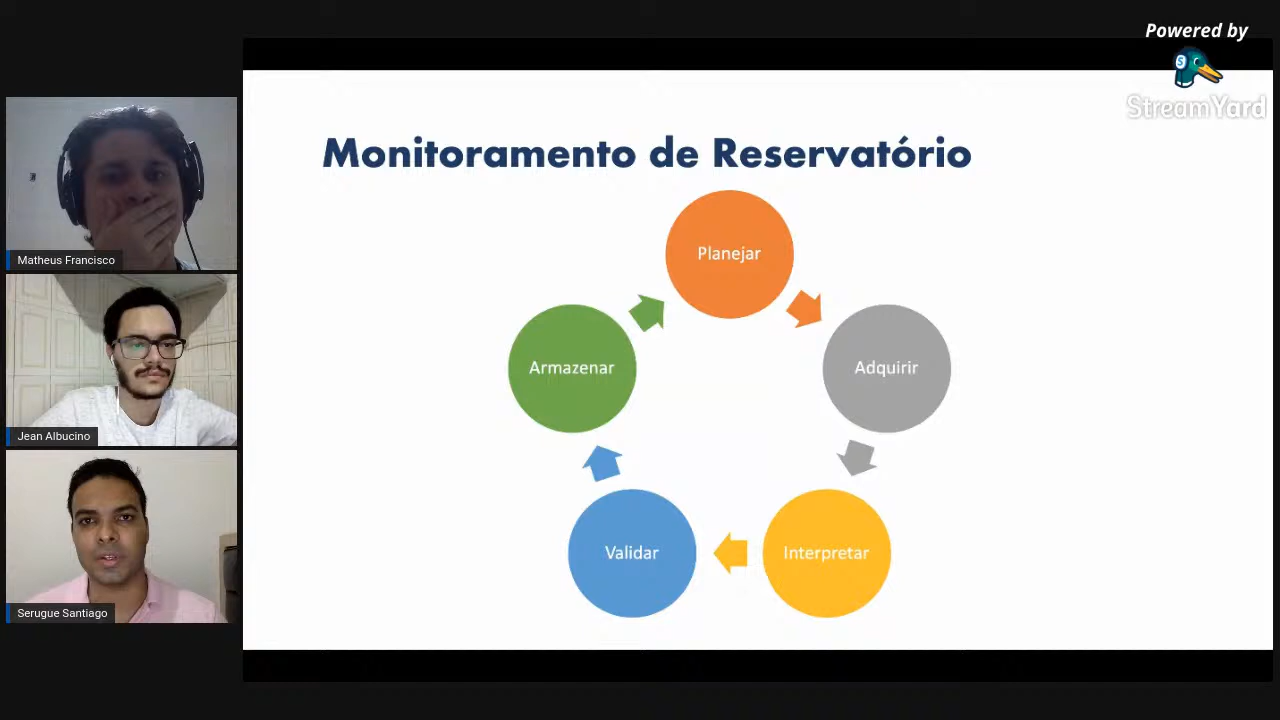 Powered by
StreamYard
Monitoramento de Reservatório
Planejar
Armazenar
Adquirir
Validar
Interpretar
Matheus Francisco
Jean Albucino
Serugue Santiago